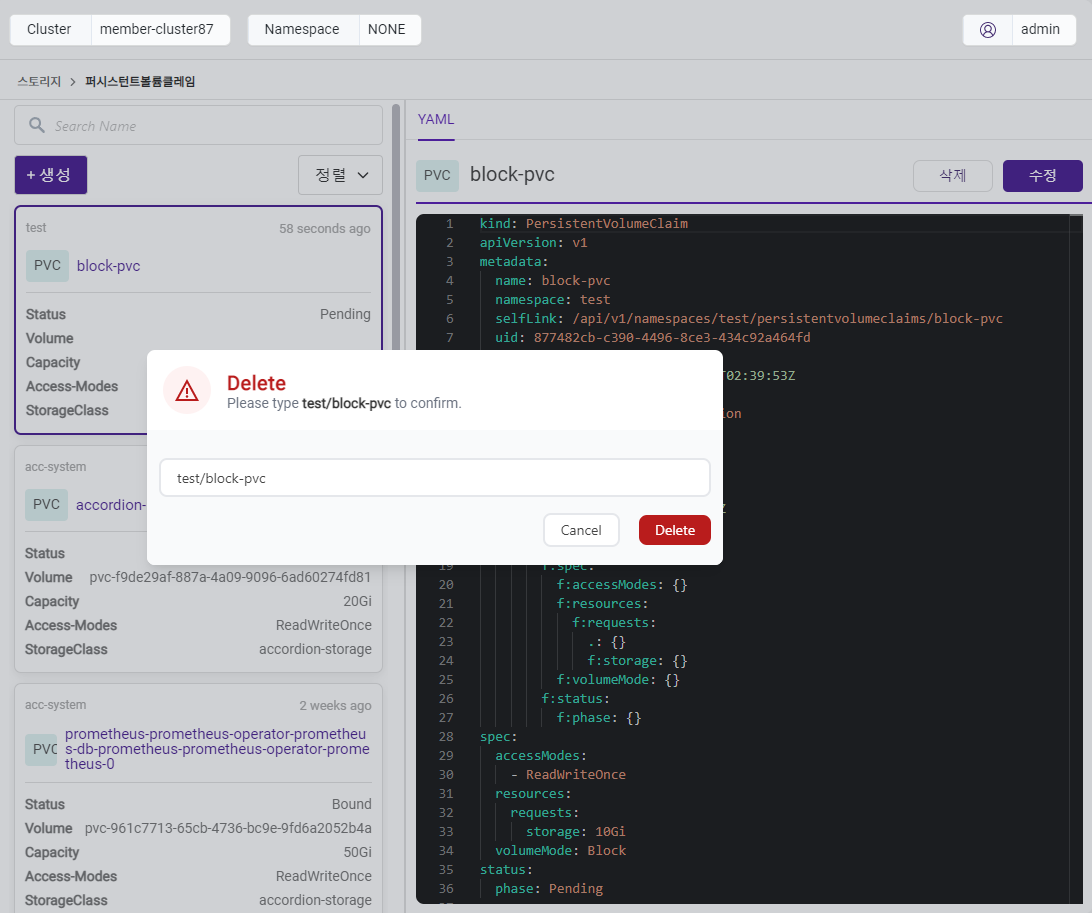 Cluster member-cluster87 Namespace NONE admin
스토리지 > 퍼시스턴트볼륨클레임
Search Name
+ 생성 정렬
test 58 seconds ago
PVC block-pvc
Status Pending
Volume
Capacity
Access-Modes
StorageClass
acc-system
PVC accordion-
Status
Volume pvc-f9de29af-887a-4a09-9096-6ad60274fd81
Capacity 20Gi
Access-Modes ReadWriteOnce
StorageClass accordion-storage
acc-system 2 weeks ago
PVC prometheus-prometheus-operator-prometheu
s-db-prometheus-prometheus-operator-prome
theus-0
Status Bound
Volume pvc-961c7713-65cb-4736-bc9e-9fd6a2052b4a
Capacity 50Gi
Access-Modes ReadWriteOnce
StorageClass accordion-storage
YAML
PVC block-pvc 삭제 수정
1 kind: PersistentVolumeClaim
2 apiVersion: v1
3 metadata:
4 name: block-pvc
5 namespace: test
6 selfLink: /api/v1/namespaces/test/persistentvolumeclaims/block-pvc
7 uid: 877482cb-c390-4496-8ce3-434c92a464fd
T02:39:53Z
ion
Z
19 f:spec:
20 f:accessModes: {}
21 f:resources:
22 f:requests:
23 .: {}
24 f:storage: {}
25 f:volumeMode: {}
26 f:status:
27 f:phase: {}
28 spec:
29 accessModes:
30 - ReadWriteOnce
31 resources:
32 requests:
33 storage: 10Gi
34 volumeMode: Block
35 status:
36 phase: Pending
Delete
Please type test/block-pvc to confirm.
test/block-pvc
Cancel Delete